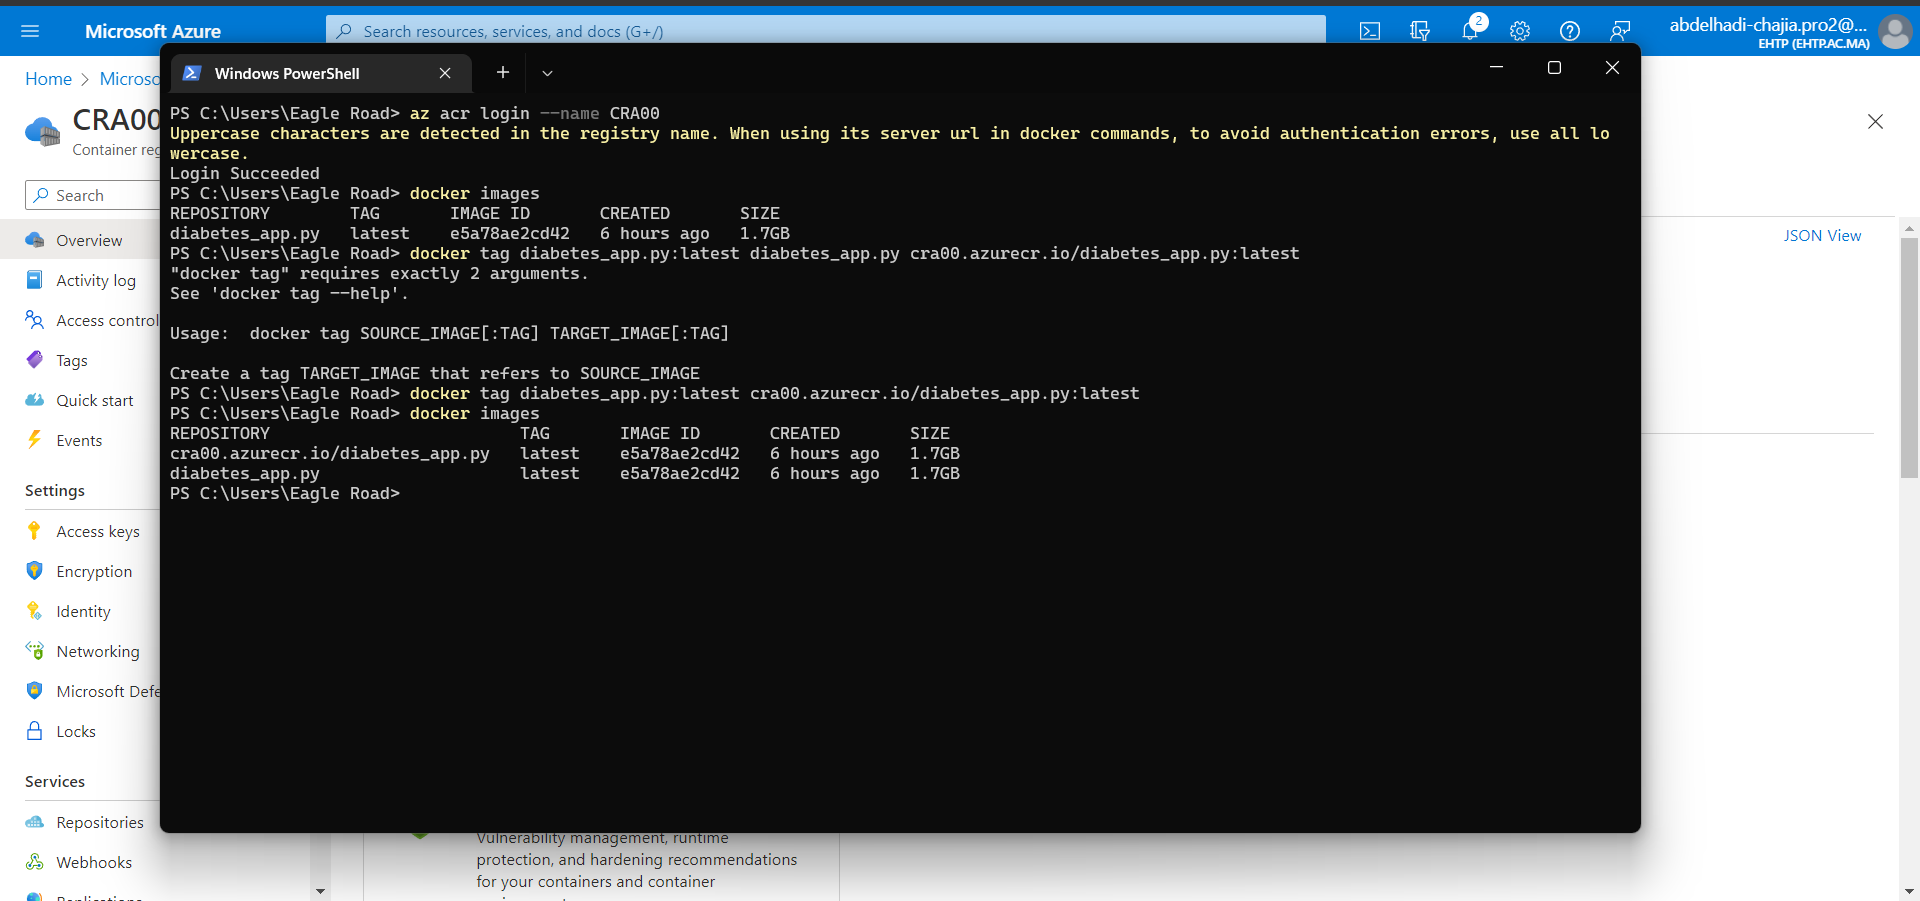 Microsoft Azure
Search resources, services, and docs (G+/)
2
abdelhadi-chajia.pro2@...
EHTP (EHTP.AC.MA)
Home > Microso
CRA00
Container reg
Search
Overview
Activity log
Access control
Tags
Quick start
Events
Settings
Access keys
Encryption
Identity
Networking
Microsoft Defe
Locks
Services
Repositories
Webhooks
Replications
Windows PowerShell
PS C:\Users\Eagle Road> az acr login --name CRA00
Uppercase characters are detected in the registry name. When using its server url in docker commands, to avoid authentication errors, use all lo
wercase.
Login Succeeded
PS C:\Users\Eagle Road> docker images
REPOSITORY TAG IMAGE ID CREATED SIZE
diabetes_app.py latest e5a78ae2cd42 6 hours ago 1.7GB
PS C:\Users\Eagle Road> docker tag diabetes_app.py:latest diabetes_app.py cra00.azurecr.io/diabetes_app.py:latest
"docker tag" requires exactly 2 arguments.
See 'docker tag --help'.
Usage: docker tag SOURCE_IMAGE[:TAG] TARGET_IMAGE[:TAG]
Create a tag TARGET_IMAGE that refers to SOURCE_IMAGE
PS C:\Users\Eagle Road> docker tag diabetes_app.py:latest cra00.azurecr.io/diabetes_app.py:latest
PS C:\Users\Eagle Road> docker images
REPOSITORY TAG IMAGE ID CREATED SIZE
cra00.azurecr.io/diabetes_app.py latest e5a78ae2cd42 6 hours ago 1.7GB
diabetes_app.py latest e5a78ae2cd42 6 hours ago 1.7GB
PS C:\Users\Eagle Road>
JSON View
Vulnerability management, runtime
protection, and hardening recommendations
for your containers and container